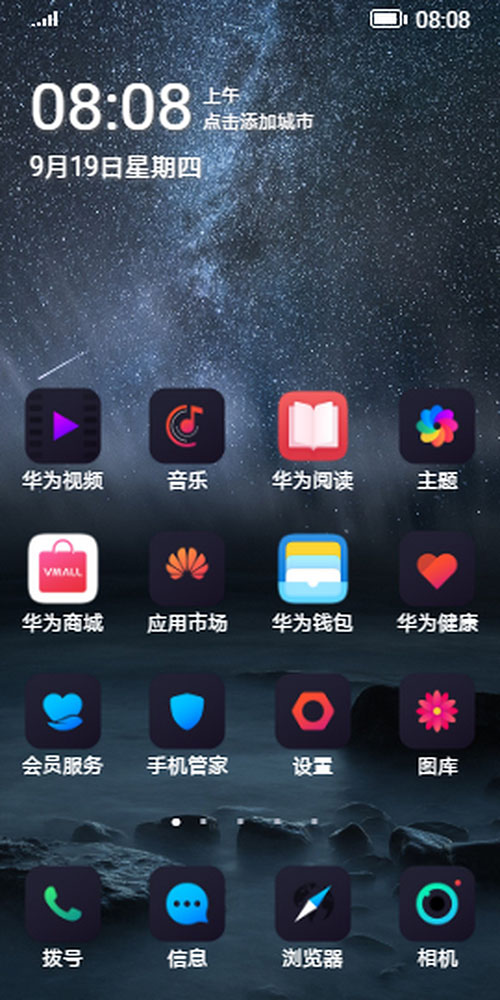 08:08
08:08 上午
点击添加城市
9月19日星期四
华为视频 音乐 华为阅读 主题
VMALL
华为商城 应用市场 华为钱包 华为健康
会员服务 手机管家 设置 图库
拨号 信息 浏览器 相机